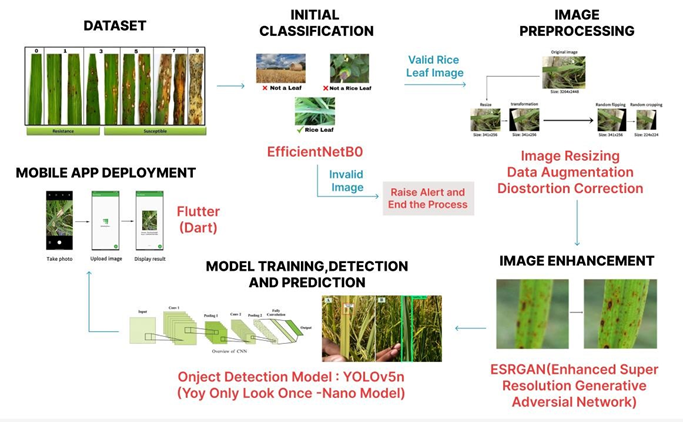 DATASET
0 1 3 5 7 9
Resistance Susceptible
INITIAL
CLASSIFICATION
Not a Leaf
Not a Rice Leaf
Rice Leaf
EfficientNetB0
Valid Rice
Leaf Image
Invalid
Image
Raise Alert and
End the Process
IMAGE
PREPROCESSING
Original image
Size: 3264x2448
Resize
transformation
Random flipping
Random cropping
Size: 341x256
Size: 341x256
Size: 341x256
Size: 224x224
Image Resizing
Data Augmentation
Diostortion Correction
IMAGE ENHANCEMENT
ESRGAN(Enhanced Super
Resolution Generative
Adversial Network)
MODEL TRAINING,DETECTION
AND PREDICTION
Input
Conv 1
Pooling 1
Conv 2
Pooling 2
Fully
Convolution
Output
Overview of CNN
A
B
Onject Detection Model : YOLOv5n
(Yoy Only Look Once -Nano Model)
MOBILE APP DEPLOYMENT
Take photo
Upload image
Display result
Flutter
(Dart)